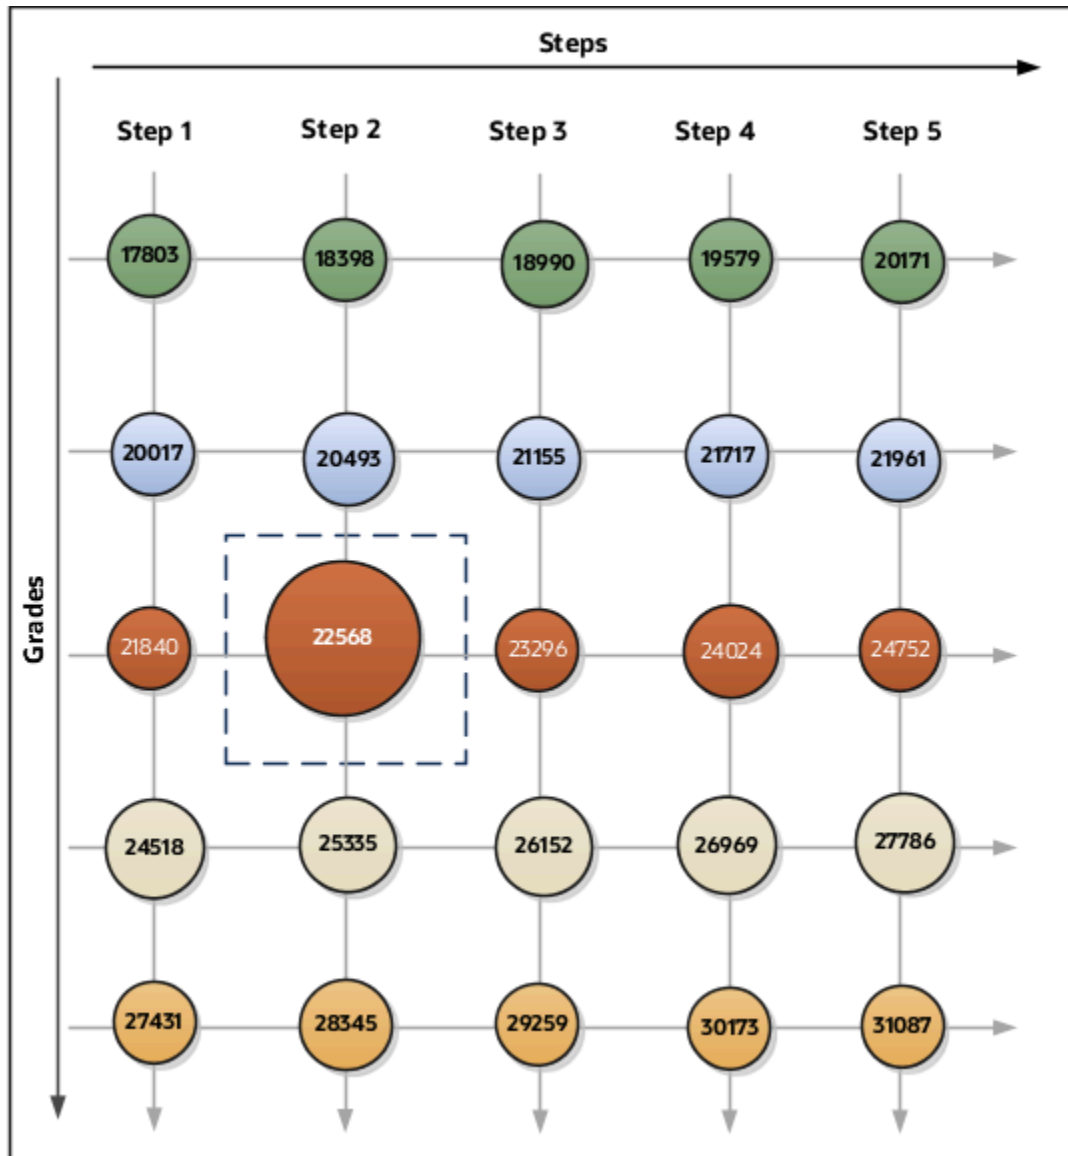 Steps
Step 1 Step 2 Step 3 Step 4 Step 5
17803 18398 18990 19579 20171
20017 20493 21155 21717 21961
Grades
21840 22568 23296 24024 24752
24518 25335 26152 26969 27786
27431 28345 29259 30173 31087